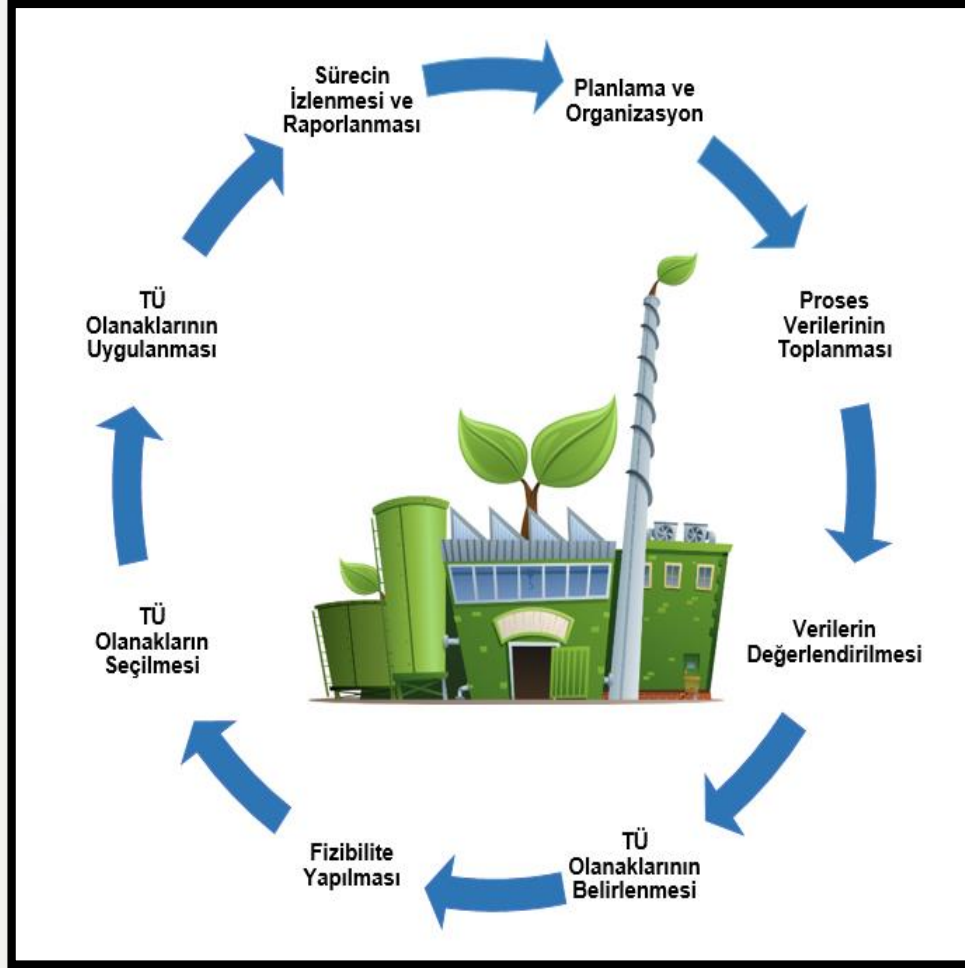 Sürecin
İzlenmesi ve
Raporlanması
Planlama ve
Organizasyon
Proses
Verilerinin
Toplanması
Verilerin
Değerlendirilmesi
TÜ
Olanaklarının
Belirlenmesi
Fizibilite
Yapılması
TÜ
Olanakların
Seçilmesi
TÜ
Olanaklarının
Uygulanması